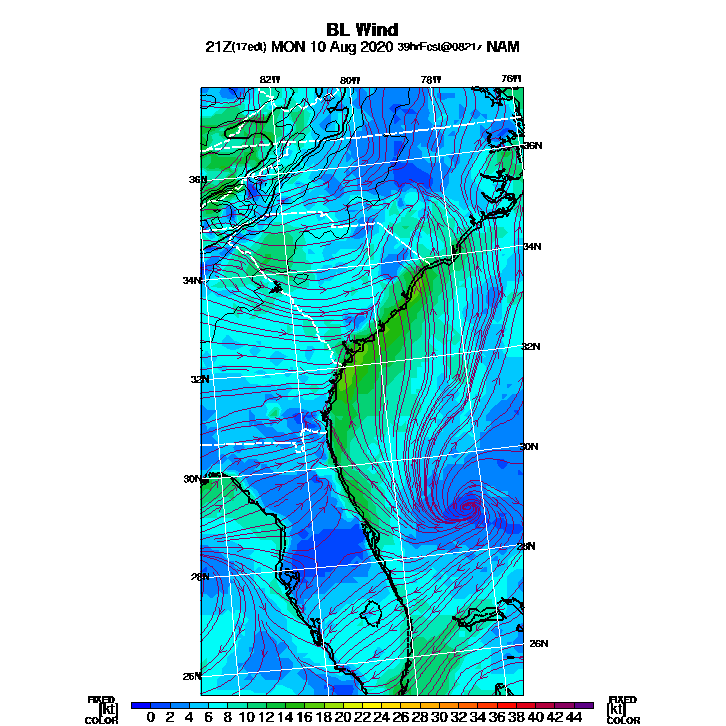 BL Wind
21Z(17edt) MON 10 Aug 2020 39hrFcst@0821z NAM
82W 80W 78W 76W
36N
36N
34N
34N
32N
32N
30N
30N
28N
28N
26N
26N
FIXED FIXED
[kt] 0 2 4 6 8 10 12 14 16 18 20 22 24 26 28 30 32 34 36 38 40 42 44 [kt]
COLOR COLOR